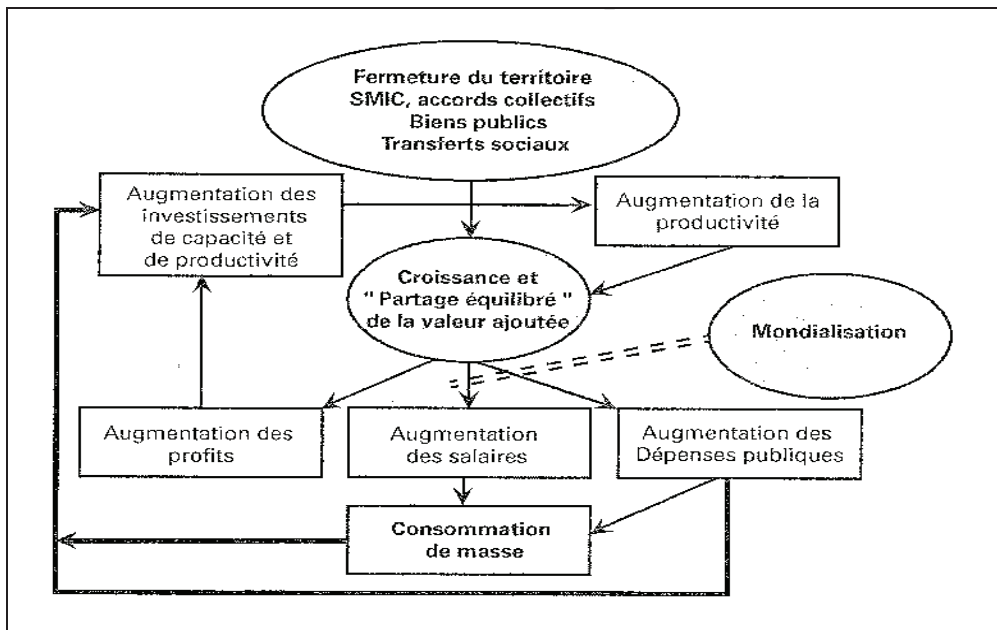 Fermeture du territoire
SMIC, accords collectifs
Biens publics
Transferts sociaux
Augmentation des
investissements
de capacité et
de productivité
Augmentation de la
productivité
Croissance et
" Partage équilibré "
de la valeur ajoutée
Mondialisation
Augmentation des
profits
Augmentation
des salaires
Augmentation des
Dépenses publiques
Consommation
de masse